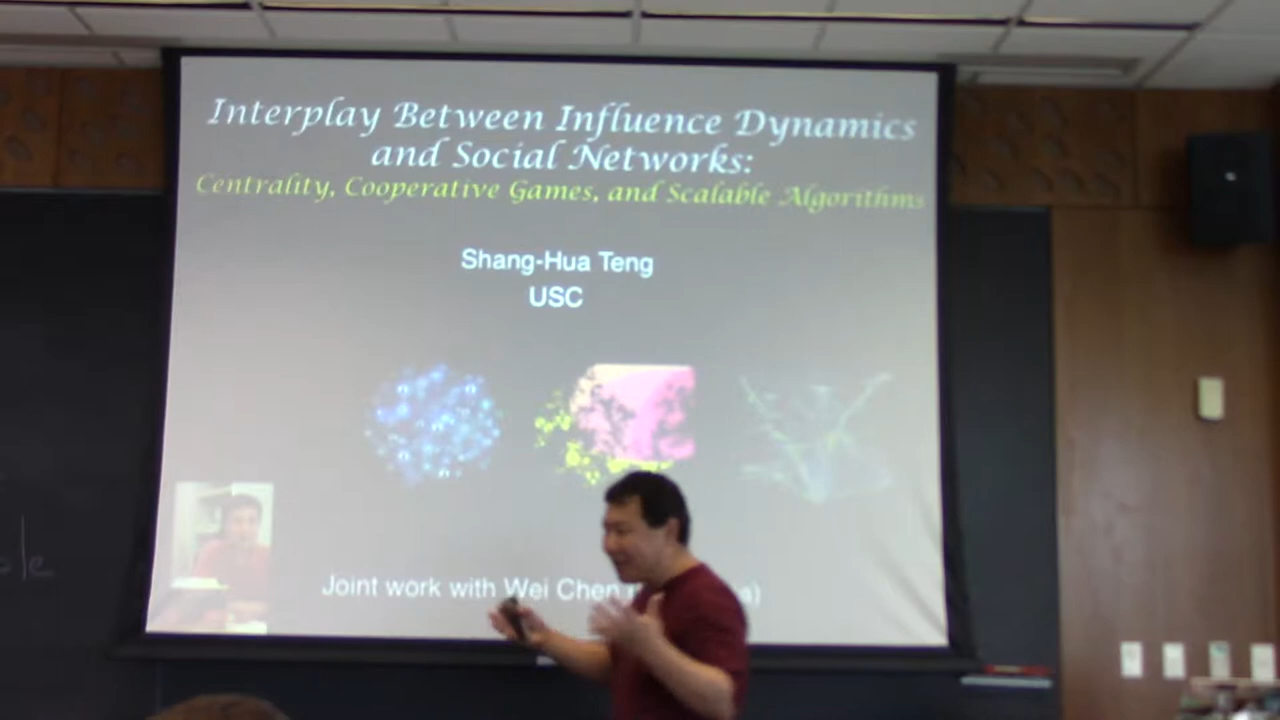 Interplay Between Influence Dynamics
and Social Networks:
Centrality, Cooperative Games, and Scalable Algorithms
Shang-Hua Teng
USC
Joint work with Wei Chen